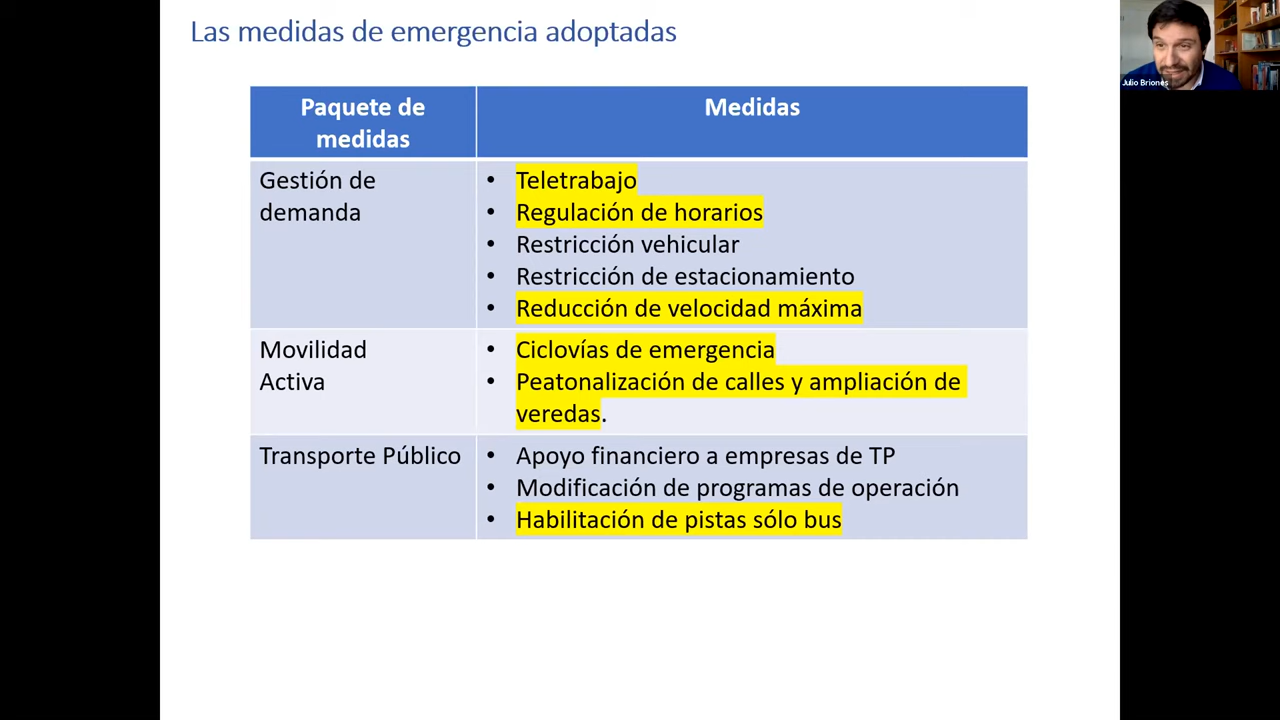 Las medidas de emergencia adoptadas
Julio Briones
Paquete de
medidas
Medidas
Gestión de
demanda
• Teletrabajo
• Regulación de horarios
• Restricción vehicular
• Restricción de estacionamiento
• Reducción de velocidad máxima
Movilidad
Activa
• Ciclovías de emergencia
• Peatonalización de calles y ampliación de
veredas.
Transporte Público
• Apoyo financiero a empresas de TP
• Modificación de programas de operación
• Habilitación de pistas sólo bus